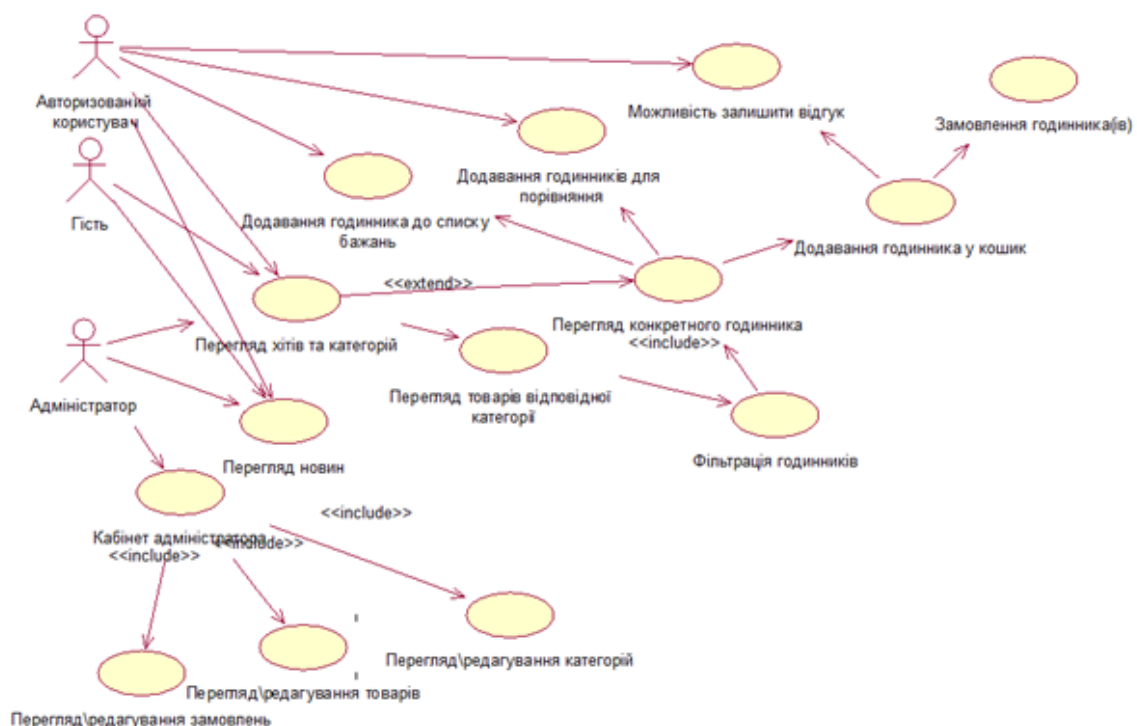 Авторизований
користувач
Можливість залишити відгук
Замовлення годинника(ів)
Додавання годинників для
порівняння
Гість
Додавання годинника до списку
бажань
Додавання годинника у кошик
<<extend>>
Перегляд хітів та категорій
Перегляд конкретного годинника
<<include>>
Адміністратор
Перегляд товарів відповідної
категорії
Перегляд новин
Фільтрація годинників
<<include>>
Кабінет адміністратора
<<include>>
<<include>>
Перегляд\редагування категорій
Перегляд\редагування товарів
Перегляд\редагування замовлень